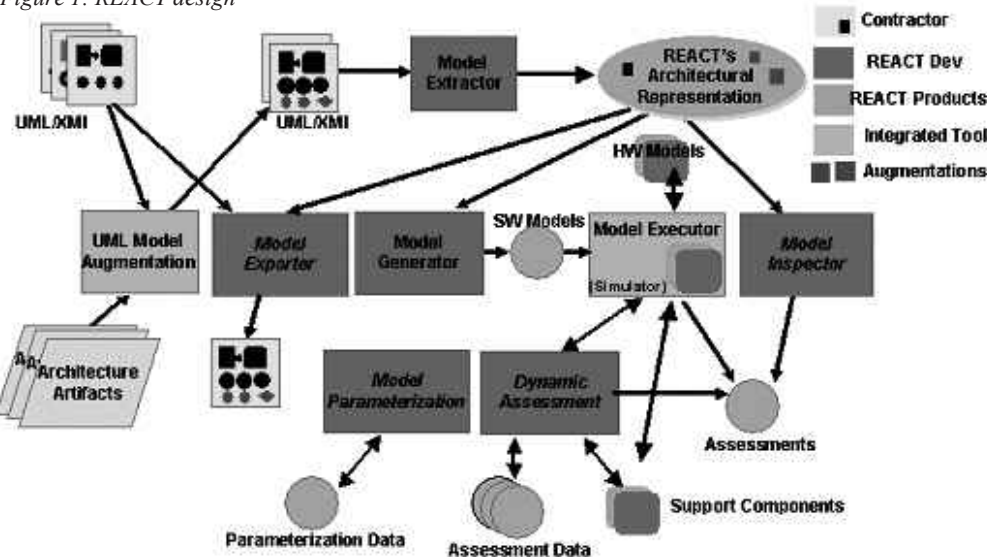 Figure 1. REACT design
Contractor
REACT Dev
REACT Products
Integrated Tool
Augmentations
UML/XMI
UML/XMI
Model
Extractor
REACT's
Architectural
Representation
HW Models
UML Model
Augmentation
Model
Exporter
Model
Generator
SW Models
Model Executor
(Simulator)
Model
Inspector
A
A
Architecture
Artifacts
Model
Parameterization
Dynamic
Assessment
Assessments
Parameterization Data
Assessment Data
Support Components